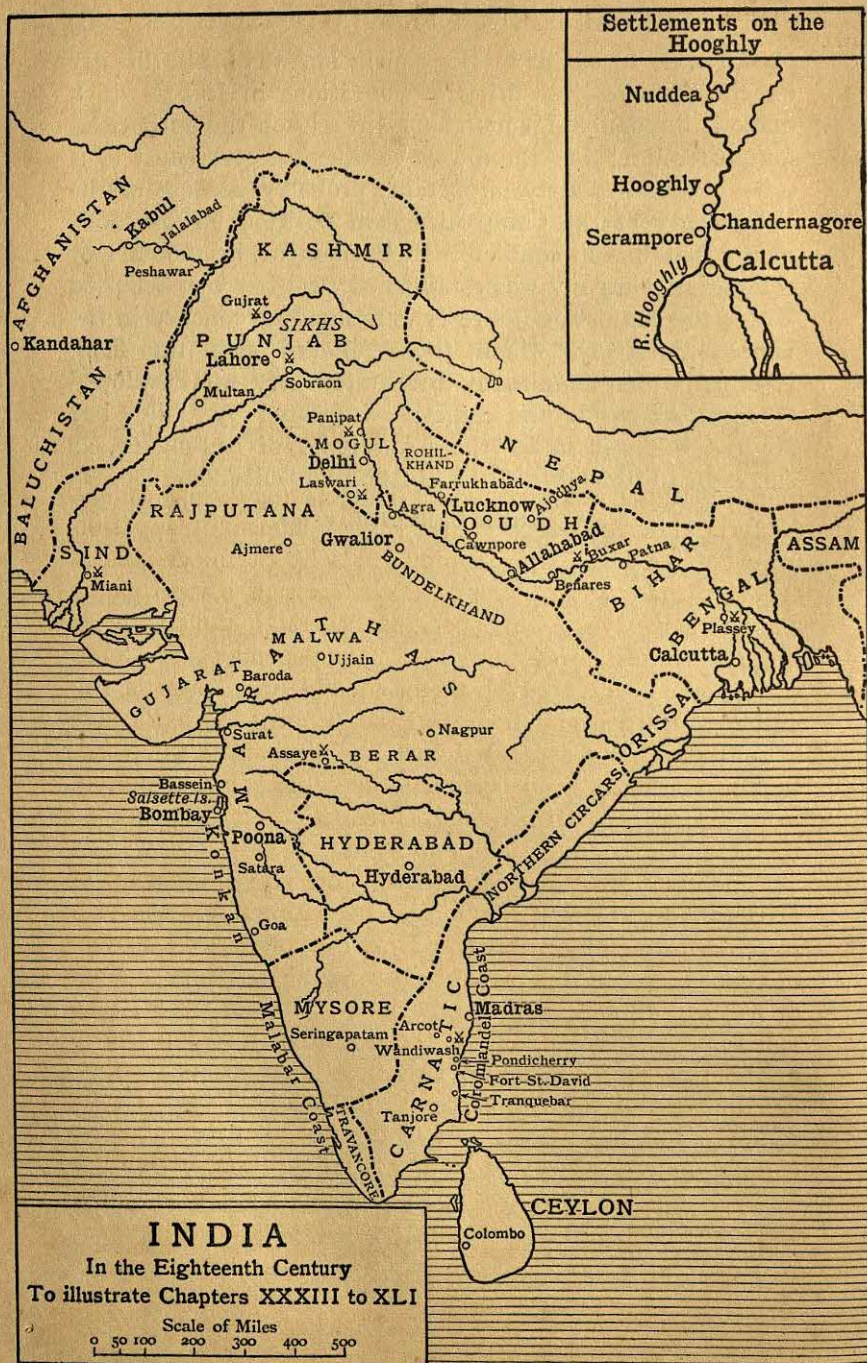 Settlements on the
Hooghly
Nuddea
Hooghly
Chandernagore
Serampore
Calcutta
R. Hooghly
AFGHANISTAN
Kabul
Jalalabad
Peshawar
KASHMIR
Gujrat
SIKHS
PUNJAB
Kandahar
Lahore
Sobraon
Multan
BALUCHISTAN
Panipat
MOGUL
Delhi
ROHIL-
KHAND
NEPAL
Farrukhabad
Laswari
RAJPUTANA
Agra
Lucknow
Ajodhya
OUDH
Cawnpore
Ajmere
Gwalior
Allahabad
Buxar
Patna
Benares
BIHAR
ASSAM
SIND
Miani
BUNDELKHAND
BENGAL
Plassey
Calcutta
MARATHAS
MALWAH
Ujjain
GUJARAT
Baroda
Surat
Nagpur
Assaye
BERAR
ORISSA
Bassein
Salsette Is.
Bombay
Poona
HYDERABAD
NORTHERN CIRCARS
Satara
Hyderabad
Konkan
Goa
MYSORE
Seringapatam
Malabar Coast
CARNATIC
Coromandel Coast
Madras
Arcot
Wandiwash
Pondicherry
Fort St. David
Tranquebar
Tanjore
TRAVANCORE
CEYLON
Colombo
INDIA
In the Eighteenth Century
To illustrate Chapters XXXIII to XLI
Scale of Miles
0 50 100 200 300 400 500